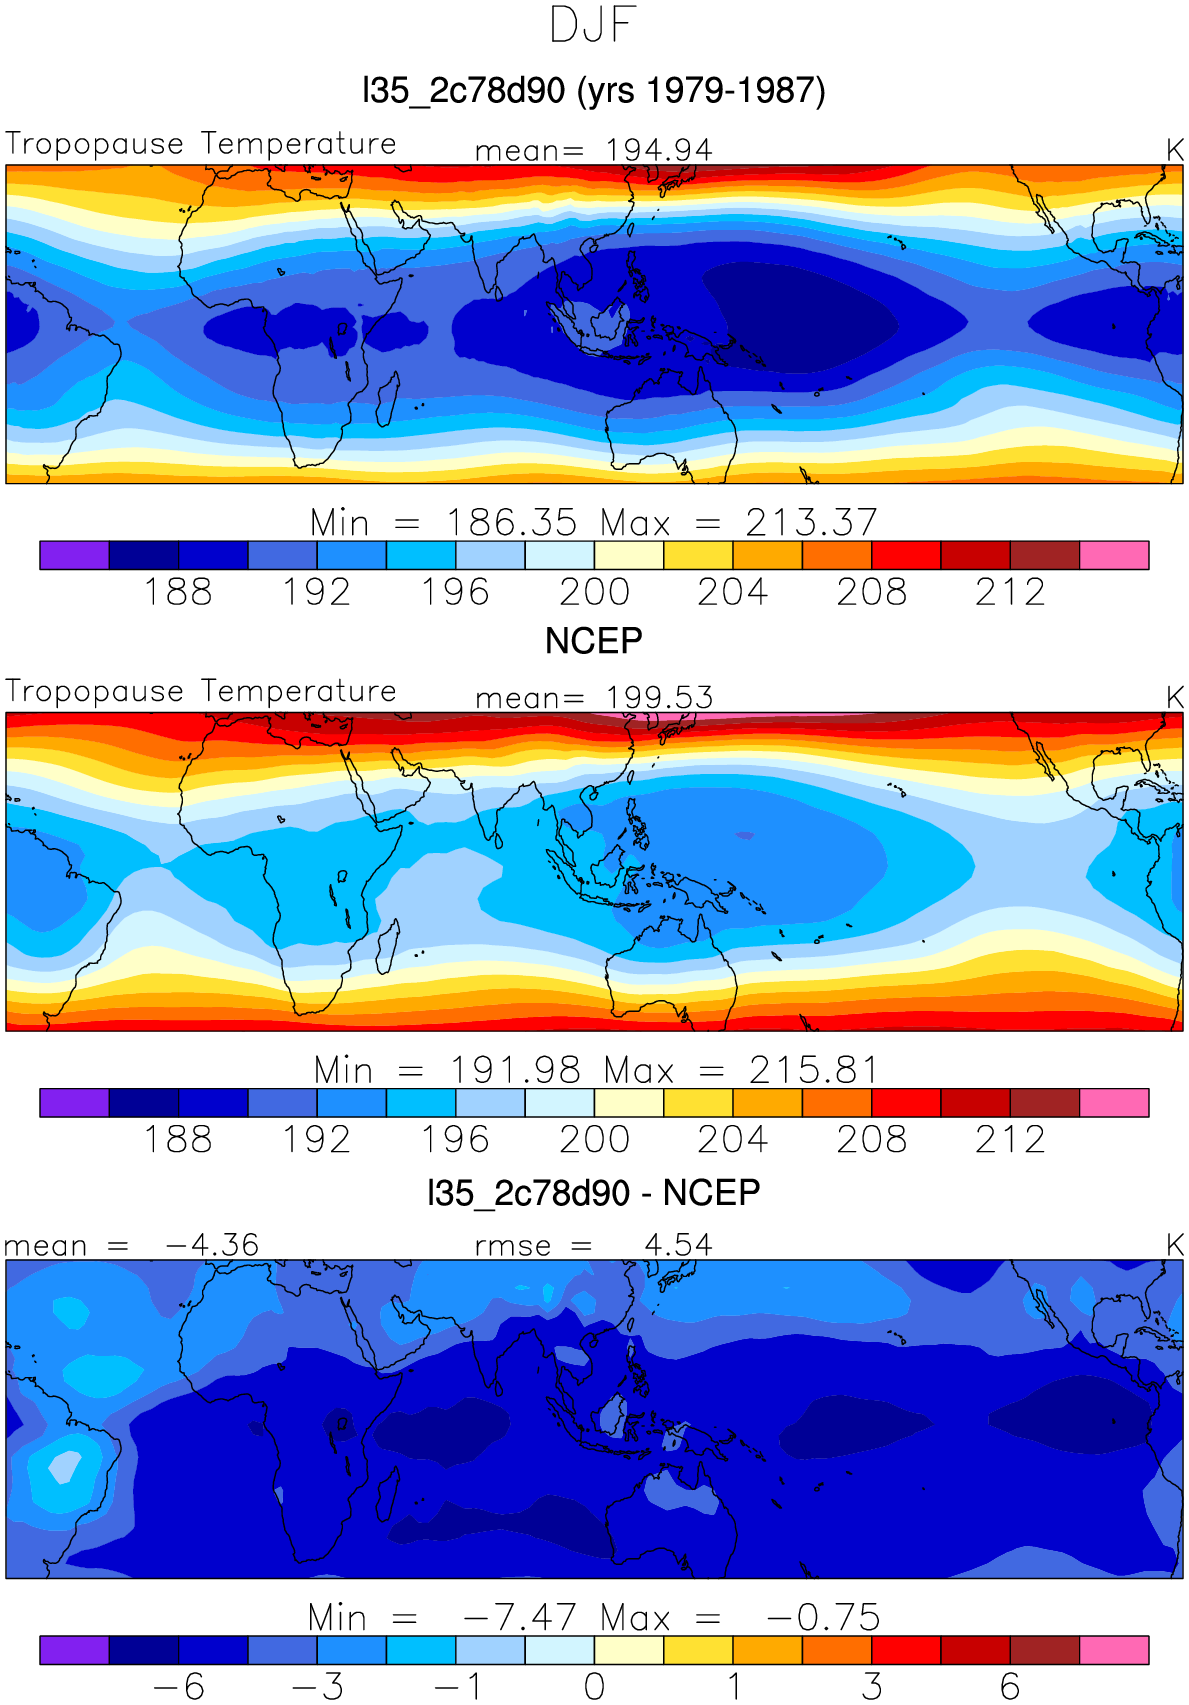 DJF
l35_2c78d90 (yrs 1979-1987)
Tropopause Temperature mean= 194.94 K
Min = 186.35 Max = 213.37
188 192 196 200 204 208 212
NCEP
Tropopause Temperature mean= 199.53 K
Min = 191.98 Max = 215.81
188 192 196 200 204 208 212
l35_2c78d90 - NCEP
mean = -4.36 rmse = 4.54 K
Min = -7.47 Max = -0.75
-6 -3 -1 0 1 3 6